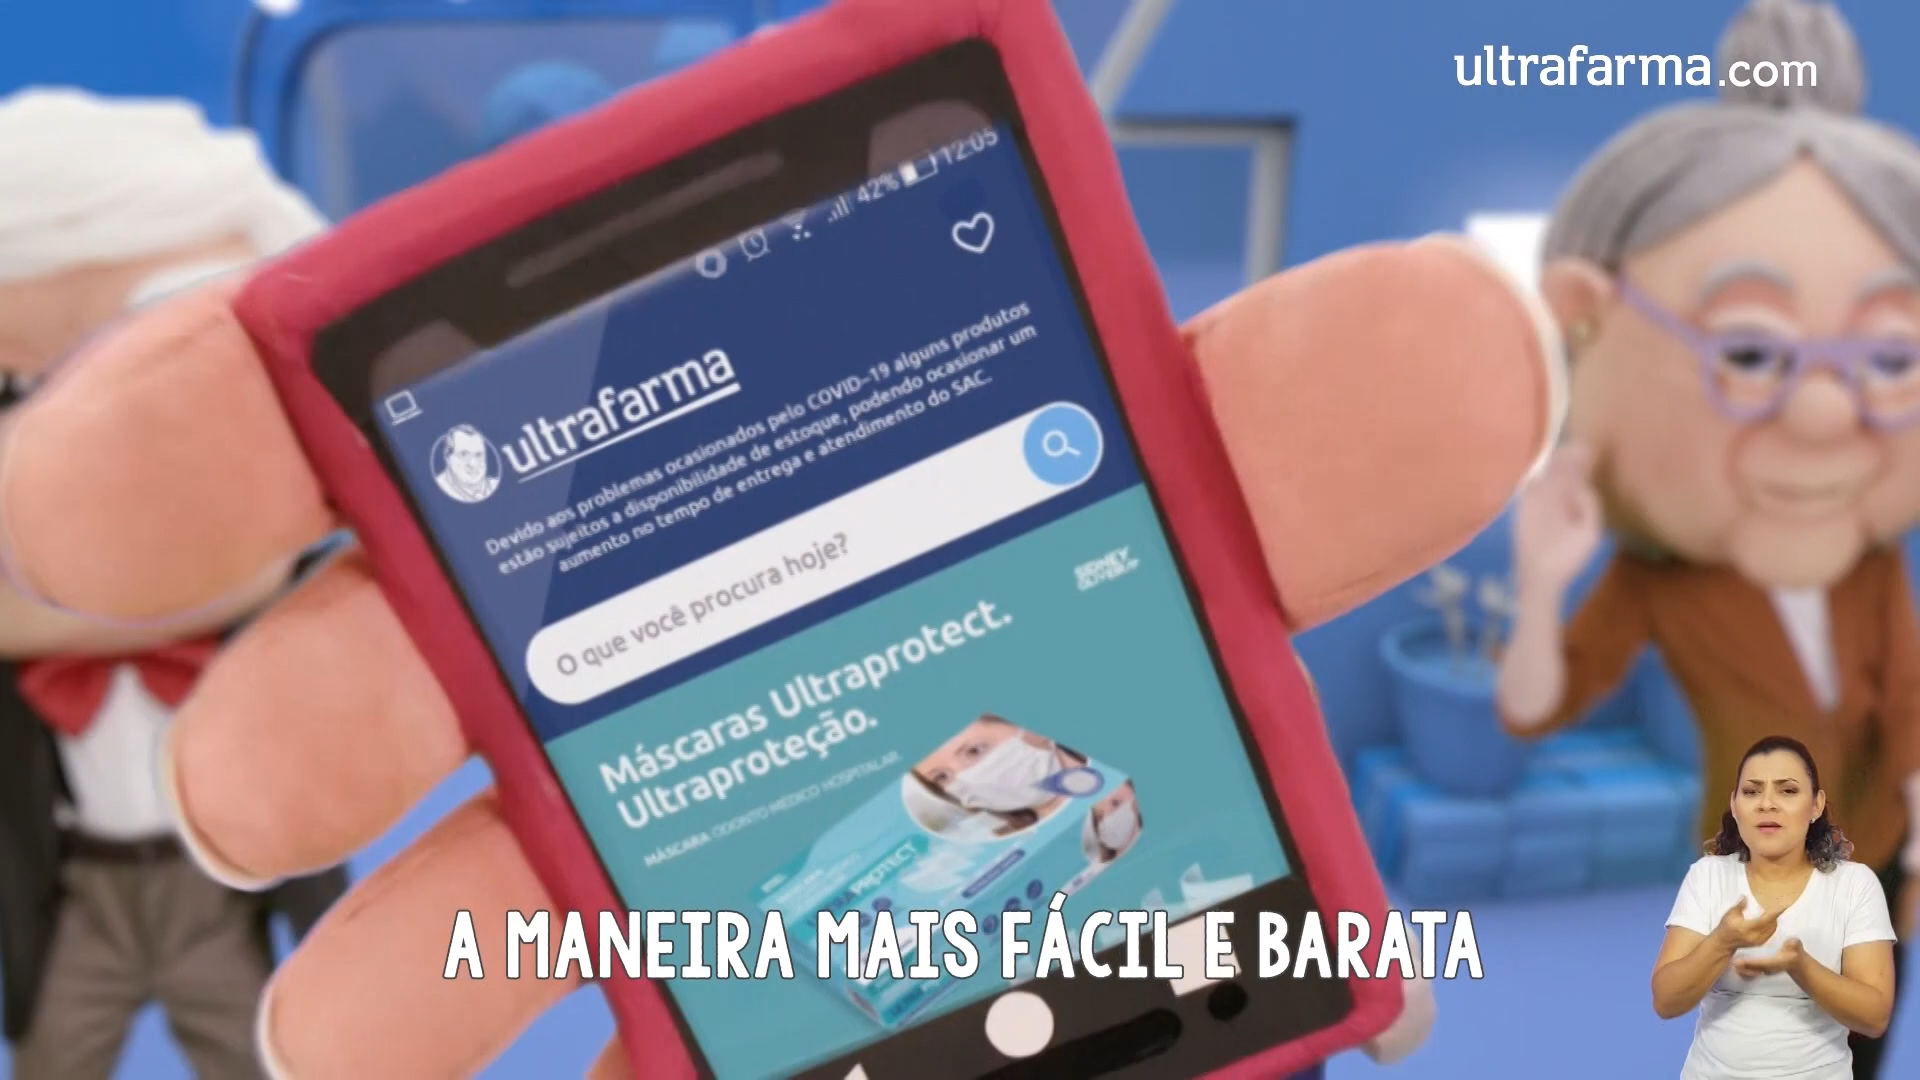 ultrafarma.com
42% 12:05
ultrafarma
Devido aos problemas ocasionados pelo COVID-19 alguns produtos
estão sujeitos a disponibilidade de estoque, podendo ocasionar um
aumento no tempo de entrega e atendimento do SAC.
O que você procura hoje?
SIDNEY
OLIVEIRA
Máscaras Ultraprotect.
Ultraproteção.
MÁSCARA ODONTO MÉDICO HOSPITALAR.
A MANEIRA MAIS FÁCIL E BARATA